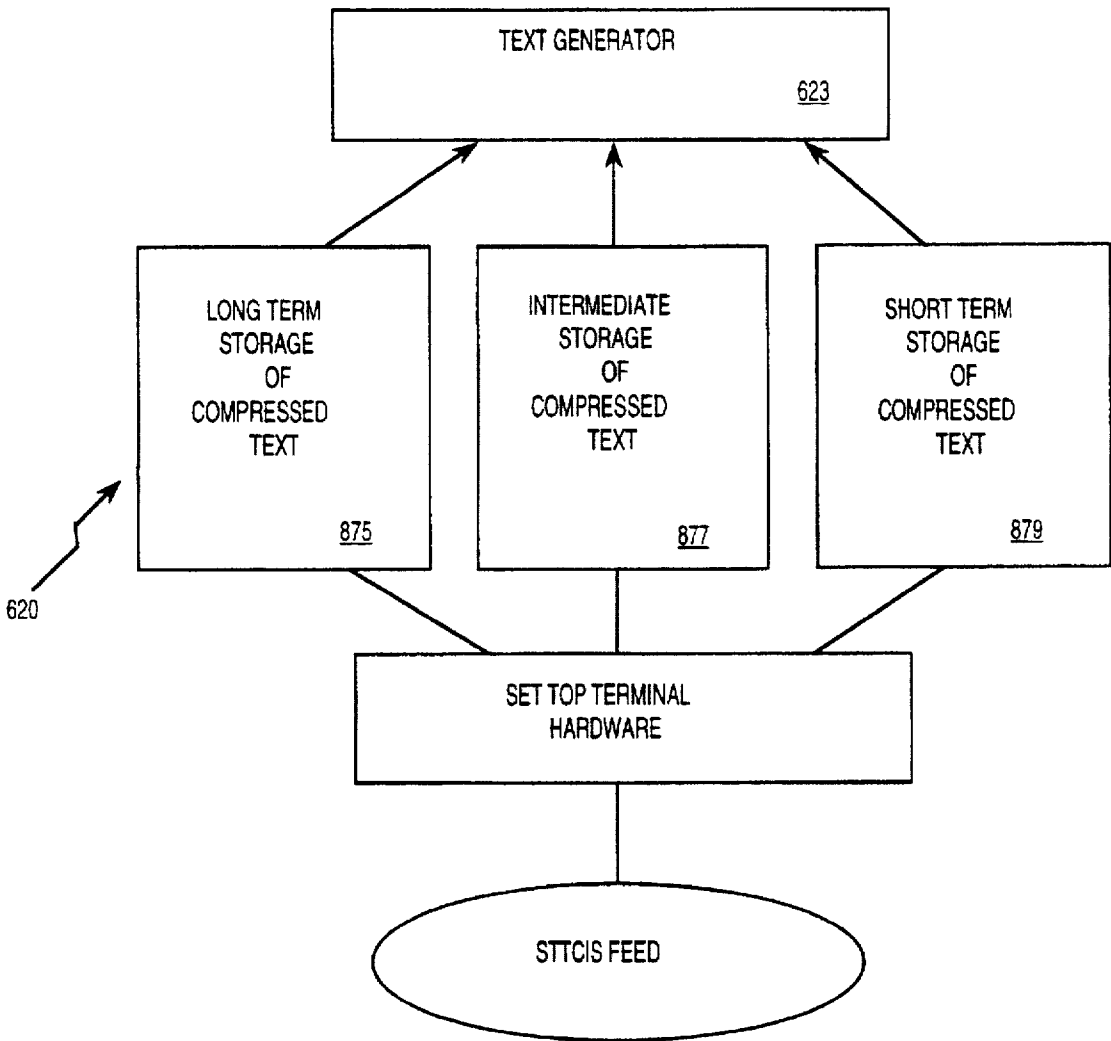 TEXT GENERATOR
623
LONG TERM
STORAGE
OF
COMPRESSED
TEXT
875
INTERMEDIATE
STORAGE
OF
COMPRESSED
TEXT
877
SHORT TERM
STORAGE
OF
COMPRESSED
TEXT
879
620
SET TOP TERMINAL
HARDWARE
STTCIS FEED